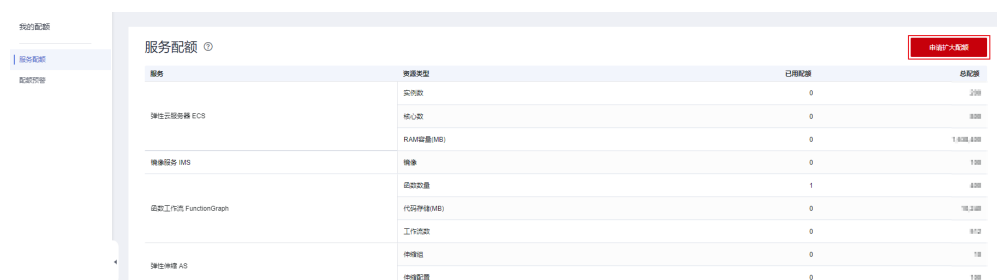 我的配额
服务配额
配额预警
服务配额
申请扩大配额
服务 资源类型 已用配额 总配额
弹性云服务器 ECS
实例数 0
核心数 0
RAM容量(MB) 0
镜像服务 IMS 镜像 0
函数工作流 FunctionGraph
函数数量 1
代码存储(MB) 0
工作流数 0
弹性伸缩 AS
伸缩组 0
伸缩配置 0